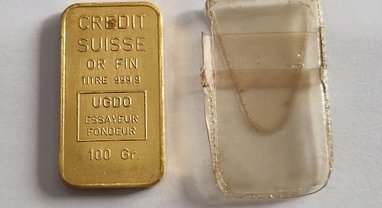 CREDIT
SUISSE
OR FIN
TITRE 999,9
UGDO
ESSAYEUR
FONDEUR
100 Gr.